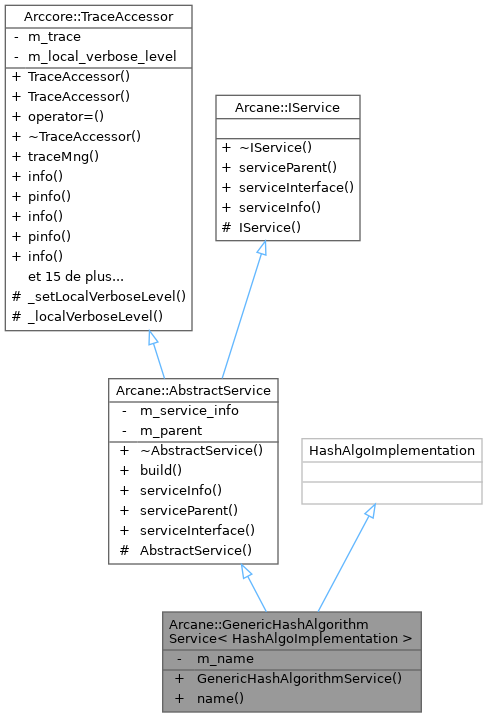 Arccore::TraceAccessor
- m_trace
- m_local_verbose_level
+ TraceAccessor()
+ TraceAccessor()
+ operator=()
+ ~TraceAccessor()
+ traceMng()
+ info()
+ pinfo()
+ info()
+ pinfo()
+ info()
et 15 de plus...
# _setLocalVerboseLevel()
# _localVerboseLevel()
Arcane::IService
+ ~IService()
+ serviceParent()
+ serviceInterface()
+ serviceInfo()
# IService()
Arcane::AbstractService
- m_service_info
- m_parent
+ ~AbstractService()
+ build()
+ serviceInfo()
+ serviceParent()
+ serviceInterface()
# AbstractService()
HashAlgoImplementation
Arcane::GenericHashAlgorithm
Service< HashAlgoImplementation >
- m_name
+ GenericHashAlgorithmService()
+ name()